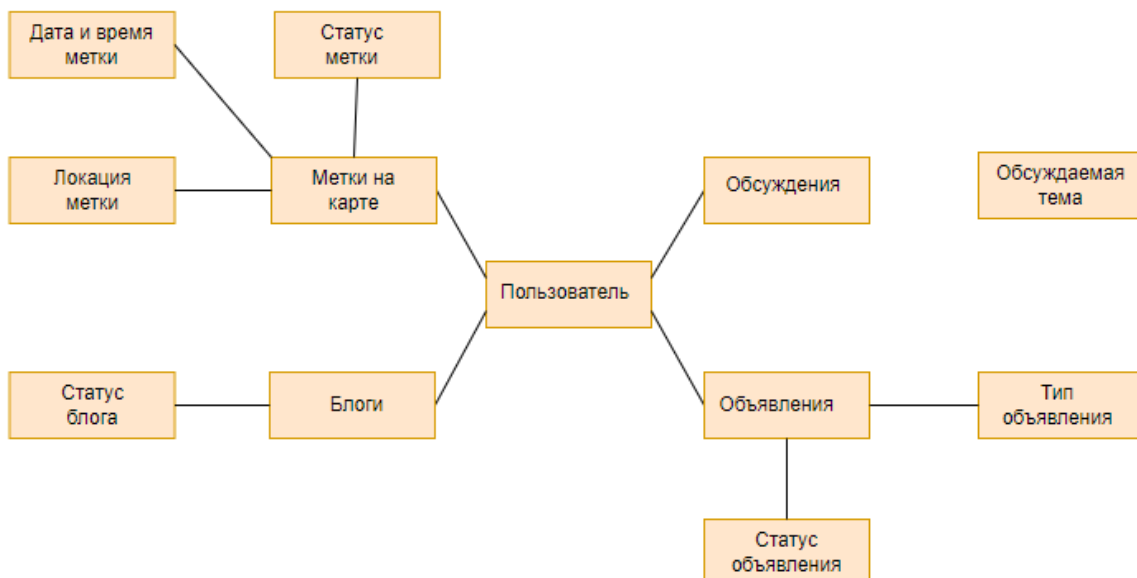 Дата и время
метки
Статус
метки
Локация
метки
Метки на
карте
Обсуждения
Обсуждаемая
тема
Пользователь
Статус
блога
Блоги
Объявления
Тип
объявления
Статус
объявления